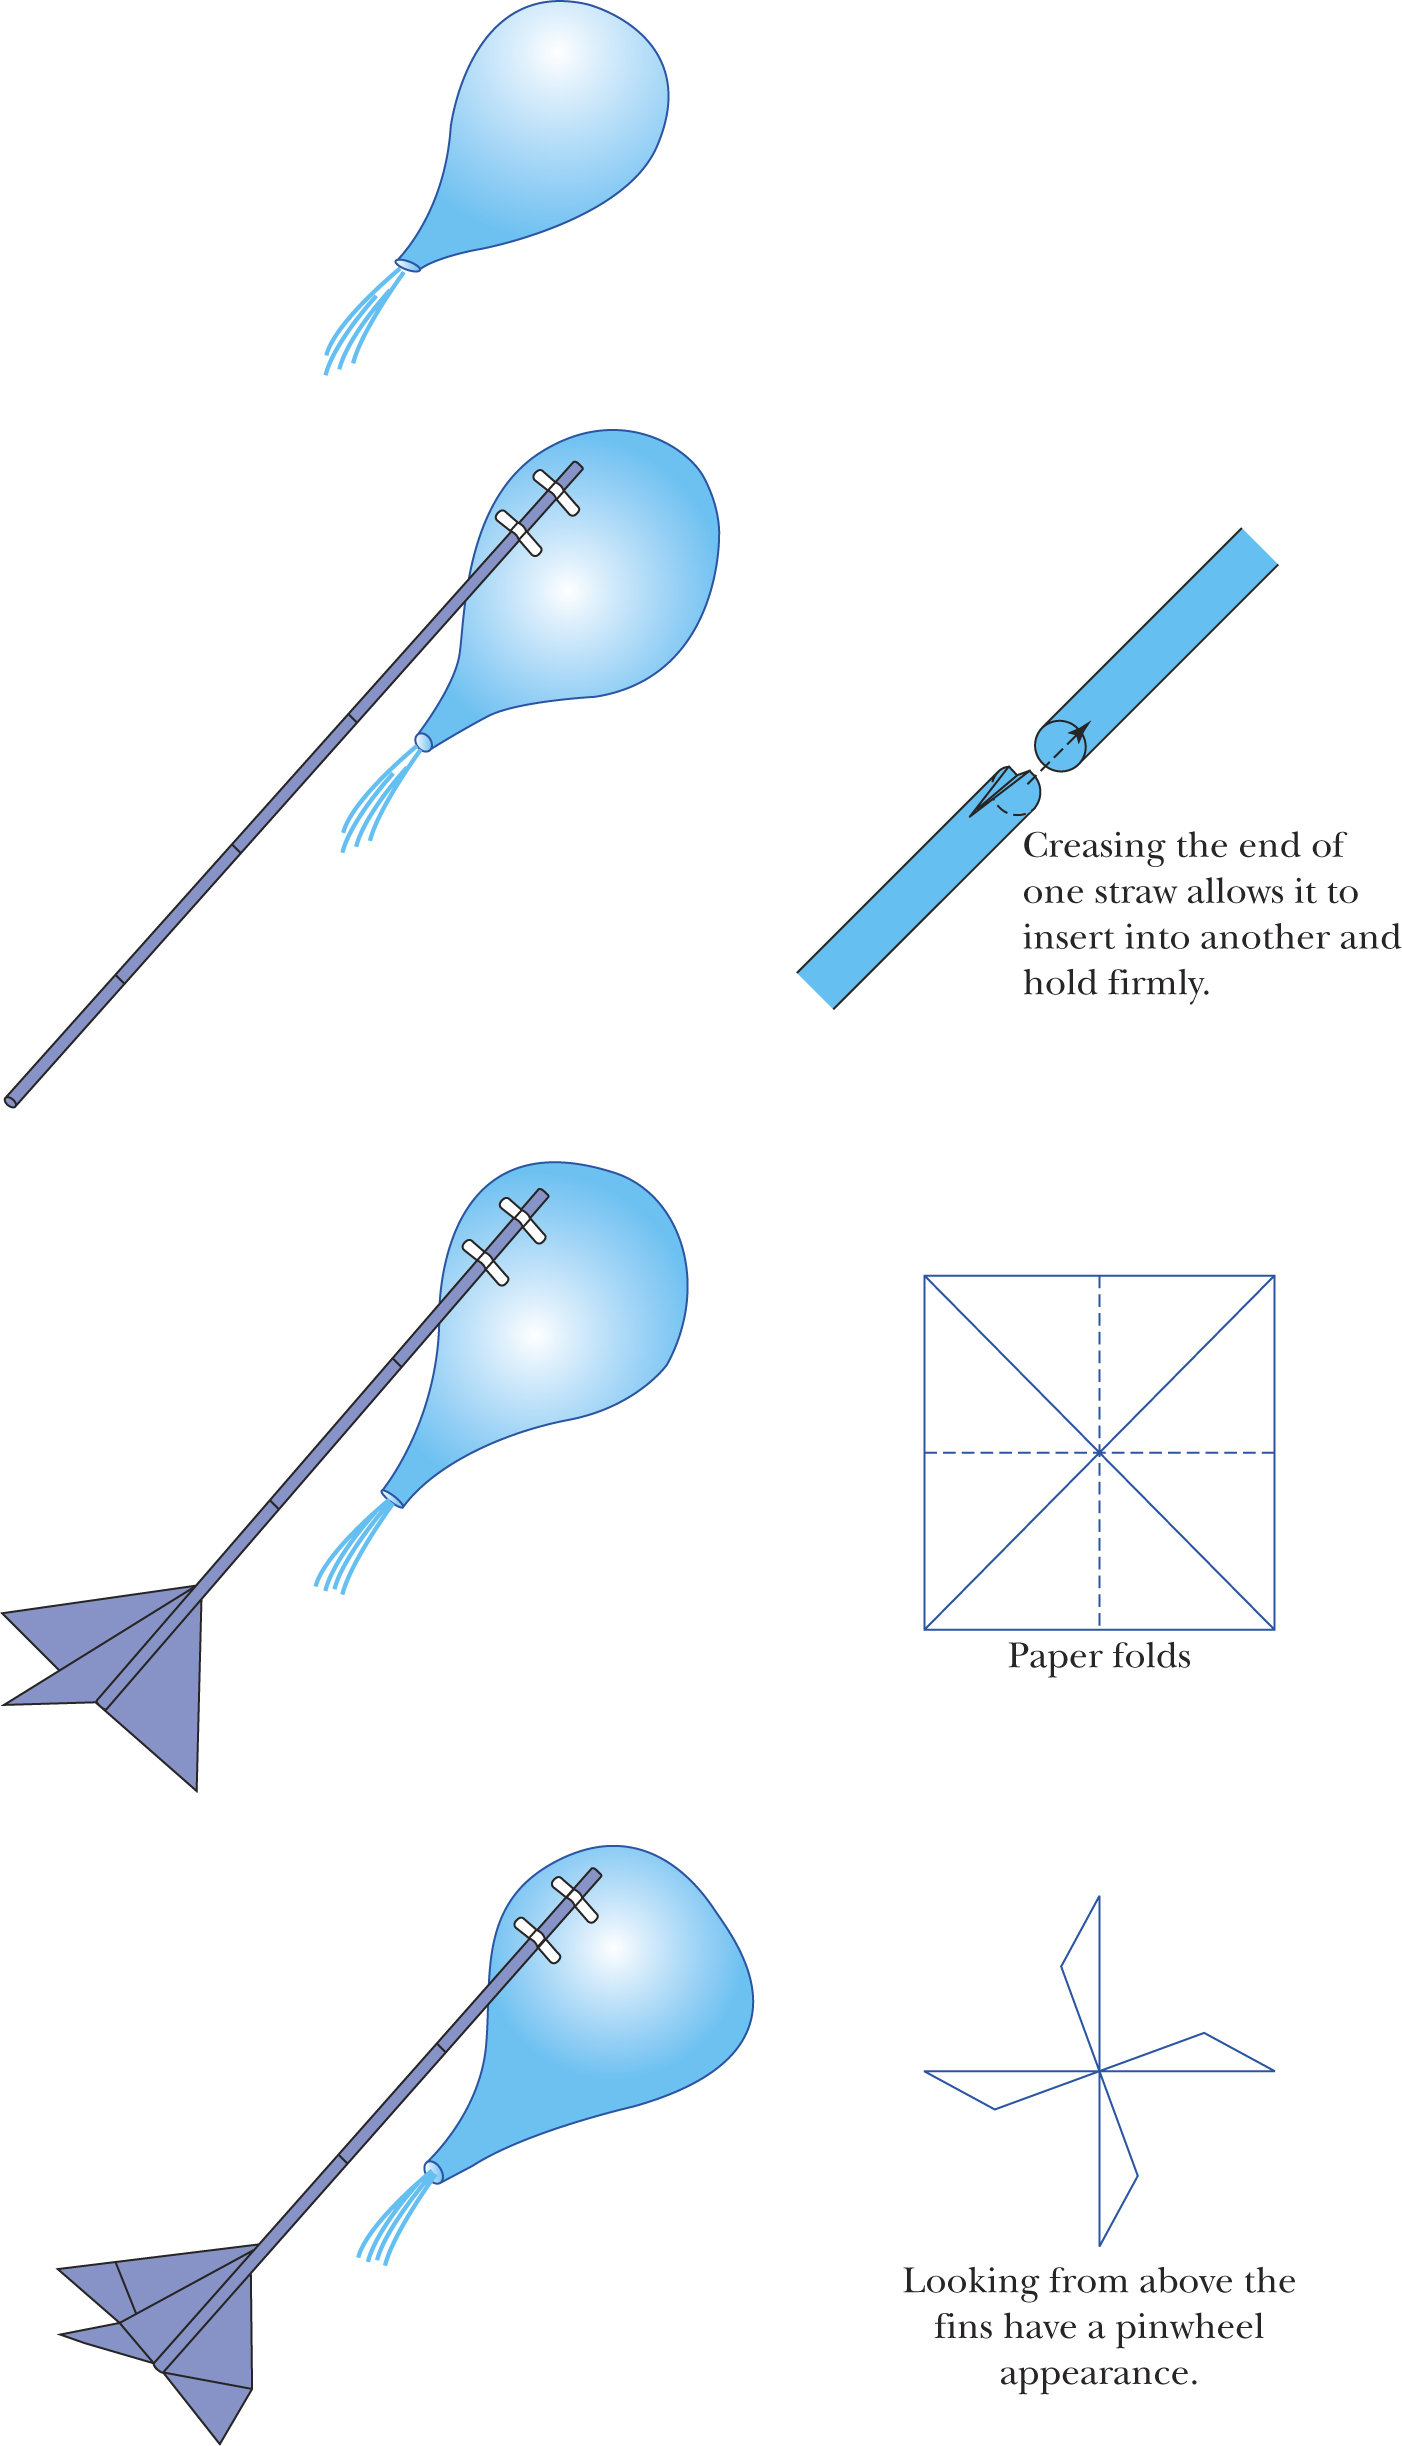 Creasing the end of
one straw allows it to
insert into another and
hold firmly.
Paper folds
Looking from above the
fins have a pinwheel
appearance.